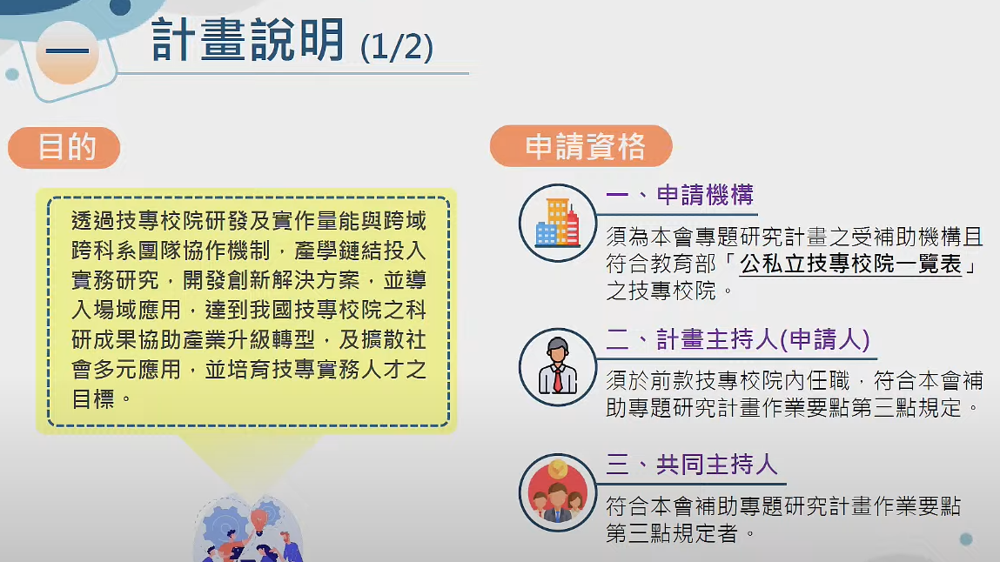 一
計畫說明 (1/2)
目的
透過技專校院研發及實作量能與跨域
跨科系團隊協作機制，產學鏈結投入
實務研究，開發創新解決方案，並導
入場域應用，達到我國技專校院之科
研成果協助產業升級轉型，及擴散社
會多元應用，並培育技專實務人才之
目標。
申請資格
一、申請機構
須為本會專題研究計畫之受補助機構且
符合教育部「公私立技專校院一覽表」
之技專校院。
二、計畫主持人(申請人)
須於前款技專校院內任職，符合本會補
助專題研究計畫作業要點第三點規定。
三、共同主持人
符合本會補助專題研究計畫作業要點
第三點規定者。